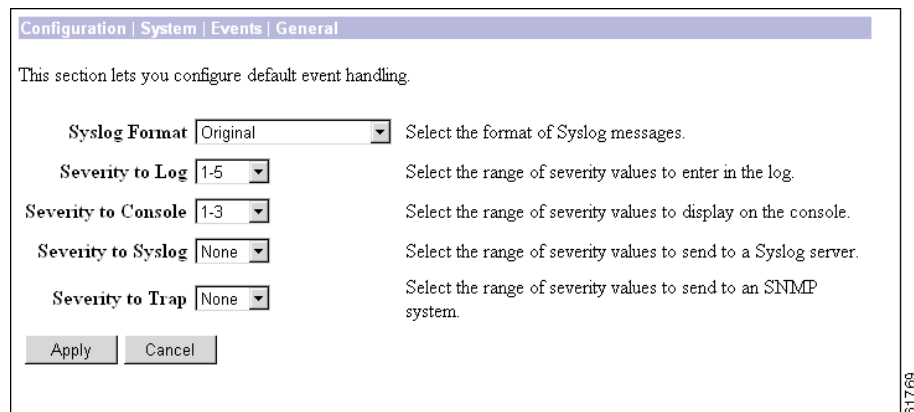 Configuration | System | Events | General
This section lets you configure default event handling.
Syslog Format Original Select the format of Syslog messages.
Severity to Log 1-5 Select the range of severity values to enter in the log.
Severity to Console 1-3 Select the range of severity values to display on the console.
Severity to Syslog None Select the range of severity values to send to a Syslog server.
Severity to Trap None Select the range of severity values to send to an SNMP
system.
Apply Cancel
61769